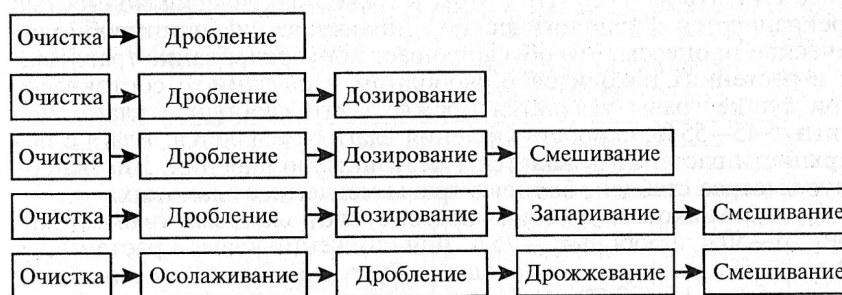 Очистка Дробление
Очистка Дробление Дозирование
Очистка Дробление Дозирование Смешивание
Очистка Дробление Дозирование Запаривание Смешивание
Очистка Осолаживание Дробление Дрожжевание Смешивание